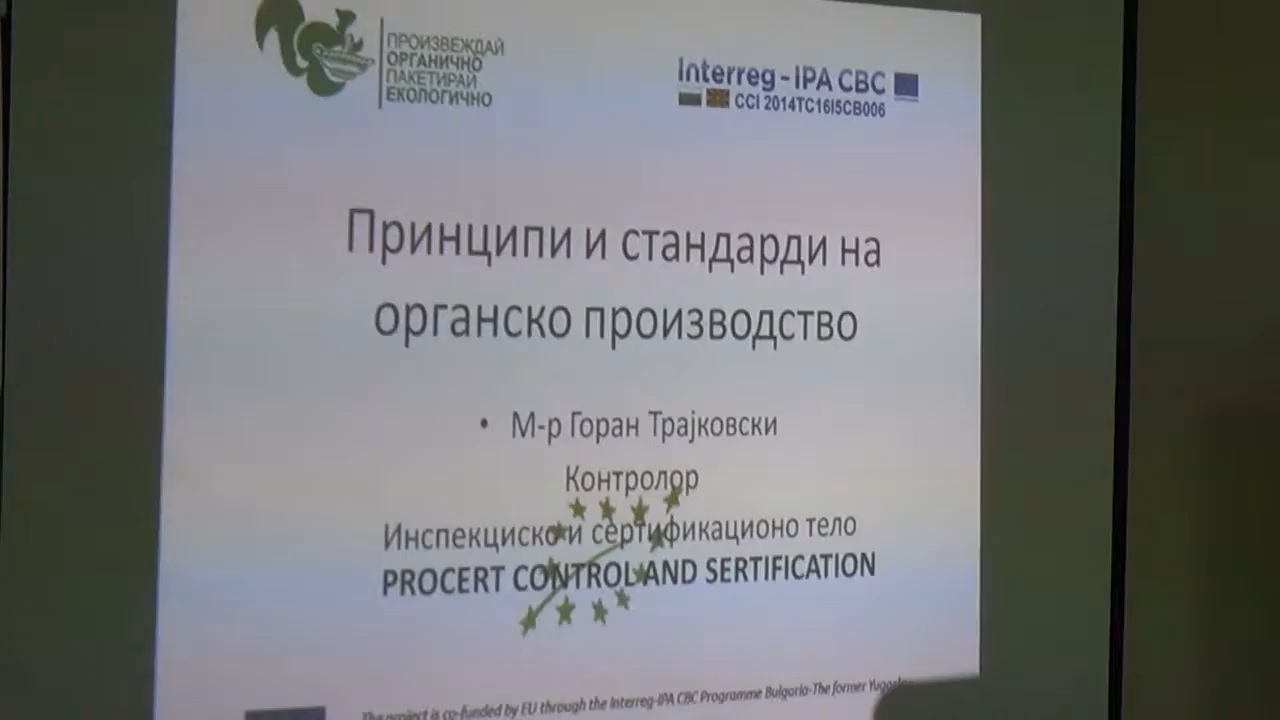 ПРОИЗВЕЖДАЙ
ОРГАНИЧНО
ПАКЕТИРАЙ
ЕКОЛОГИЧНО
Interreg - IPA CBC
CCI 2014TC16I5CB006
Принципи и стандарди на
органско производство
• М-р Горан Трајковски
Контролор
Инспекциско и сертификационо тело
PROCERT CONTROL AND SERTIFICATION
The project is co-funded by EU through the Interreg-IPA CBC Programme Bulgaria-The former